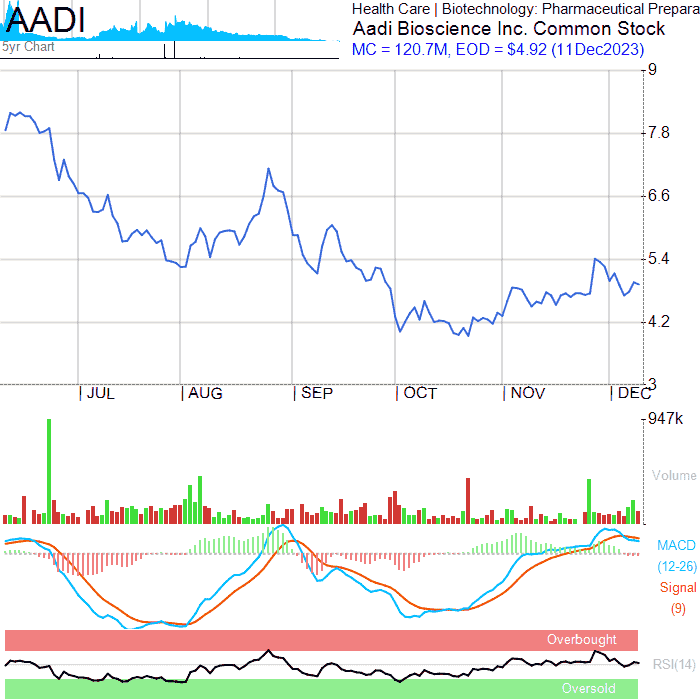 AADI
5yr Chart
Health Care | Biotechnology: Pharmaceutical Prepara
Aadi Bioscience Inc. Common Stock
MC = 120.7M, EOD = $4.92 (11Dec2023)
9
7.8
6.6
5.4
4.2
3
| JUL | AUG | SEP | OCT | NOV | DEC
947k
Volume
MACD
(12-26)
Signal
(9)
Overbought
RSI(14)
Oversold